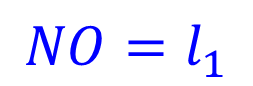 NO = l₁